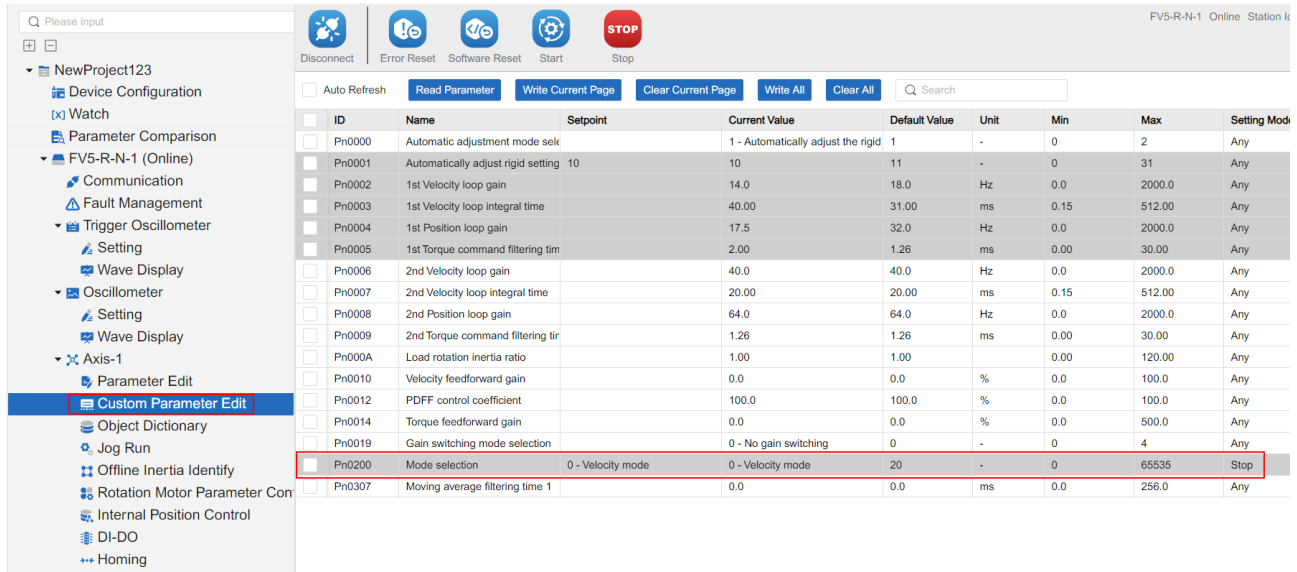 Please input
NewProject123
Device Configuration
[x] Watch
Parameter Comparison
FV5-R-N-1 (Online)
Communication
Fault Management
Trigger Oscillometer
Setting
Wave Display
Oscillometer
Setting
Wave Display
Axis-1
Parameter Edit
Custom Parameter Edit
Object Dictionary
Jog Run
Offline Inertia Identify
Rotation Motor Parameter Con
Internal Position Control
DI-DO
Homing
FV5-R-N-1 Online Station Id
STOP
Disconnect Error Reset Software Reset Start Stop
Auto Refresh Read Parameter Write Current Page Clear Current Page Write All Clear All Search
ID Name Setpoint Current Value Default Value Unit Min Max Setting Mode
Pn0000 Automatic adjustment mode sele 1 - Automatically adjust the rigid 1 - 0 2 Any
Pn0001 Automatically adjust rigid setting 10 10 11 - 0 31 Any
Pn0002 1st Velocity loop gain 14.0 18.0 Hz 0.0 2000.0 Any
Pn0003 1st Velocity loop integral time 40.00 31.00 ms 0.15 512.00 Any
Pn0004 1st Position loop gain 17.5 32.0 Hz 0.0 2000.0 Any
Pn0005 1st Torque command filtering tim 2.00 1.26 ms 0.00 30.00 Any
Pn0006 2nd Velocity loop gain 40.0 40.0 Hz 0.0 2000.0 Any
Pn0007 2nd Velocity loop integral time 20.00 20.00 ms 0.15 512.00 Any
Pn0008 2nd Position loop gain 64.0 64.0 Hz 0.0 2000.0 Any
Pn0009 2nd Torque command filtering tir 1.26 1.26 ms 0.00 30.00 Any
Pn000A Load rotation inertia ratio 1.00 1.00 0.00 120.00 Any
Pn0010 Velocity feedforward gain 0.0 0.0 % 0.0 100.0 Any
Pn0012 PDFF control coefficient 100.0 100.0 % 0.0 100.0 Any
Pn0014 Torque feedforward gain 0.0 0.0 % 0.0 500.0 Any
Pn0019 Gain switching mode selection 0 - No gain switching 0 - 0 4 Any
Pn0200 Mode selection 0 - Velocity mode 0 - Velocity mode 20 - 0 65535 Stop
Pn0307 Moving average filtering time 1 0.0 0.0 ms 0.0 256.0 Any